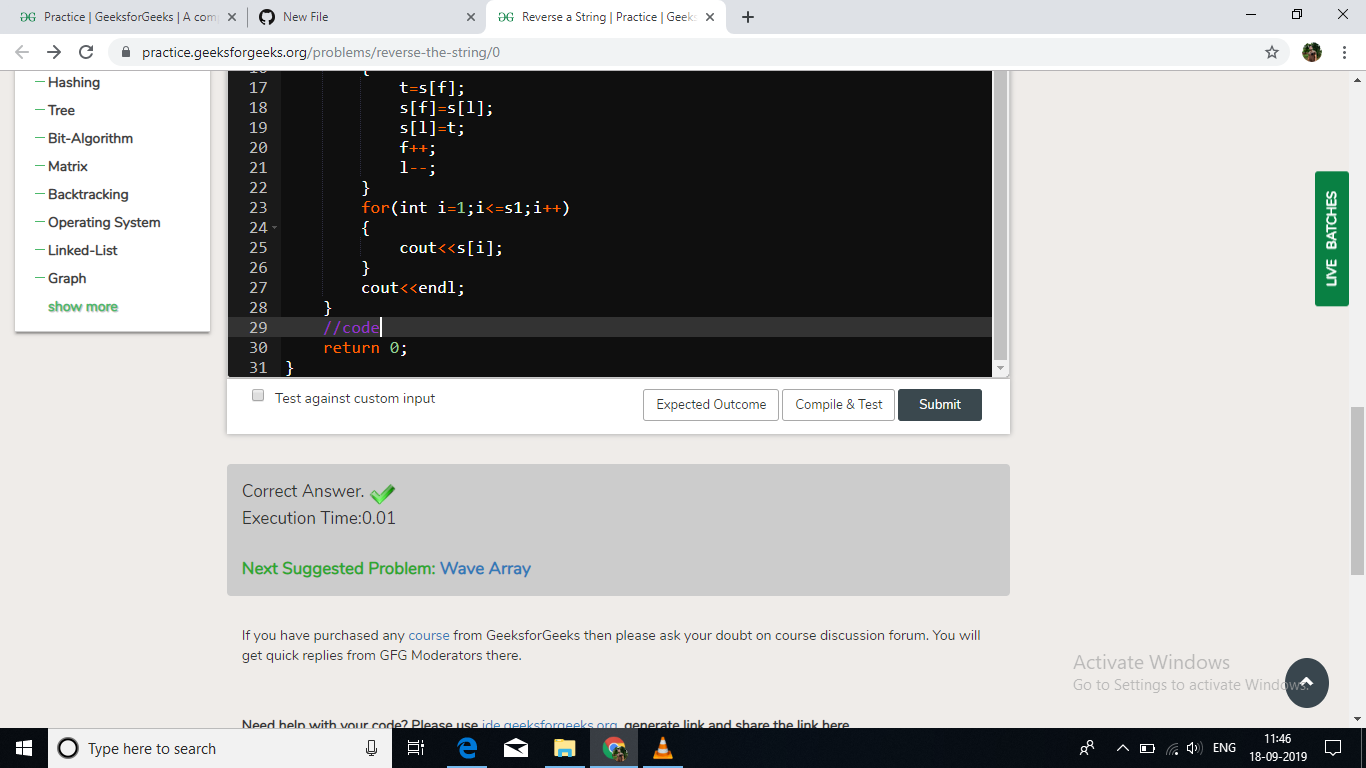 Practice | GeeksforGeeks | A com
New File
Reverse a String | Practice | Geek
practice.geeksforgeeks.org/problems/reverse-the-string/0
Hashing
Tree
Bit-Algorithm
Matrix
Backtracking
Operating System
Linked-List
Graph
show more
16 {
17 t=s[f];
18 s[f]=s[l];
19 s[l]=t;
20 f++;
21 l--;
22 }
23 for(int i=1;i<=s1;i++)
24 {
25 cout<<s[i];
26 }
27 cout<<endl;
28 }
29 //code
30 return 0;
31 }
LIVE BATCHES
Test against custom input
Expected Outcome
Compile & Test
Submit
Correct Answer.
Execution Time:0.01
Next Suggested Problem: Wave Array
If you have purchased any course from GeeksforGeeks then please ask your doubt on course discussion forum. You will
get quick replies from GFG Moderators there.
Activate Windows
Go to Settings to activate Windows.
Need help with your code? Please use ide.geeksforgeeks.org, generate link and share the link here.
Type here to search
ENG
11:46
18-09-2019